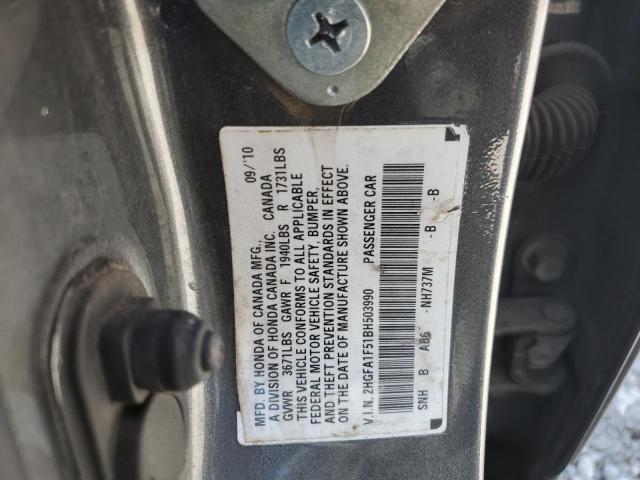 MFD. BY HONDA OF CANADA MFG., 09/'10
A DIVISION OF HONDA CANADA INC. CANADA
GVWR 3671LBS GAWR F 1940LBS R 1731LBS
THIS VEHICLE CONFORMS TO ALL APPLICABLE
FEDERAL MOTOR VEHICLE SAFETY, BUMPER,
AND THEFT PREVENTION STANDARDS IN EFFECT
ON THE DATE OF MANUFACTURE SHOWN ABOVE.
V.I.N. 2HGFA1F51BH503990 PASSENGER CAR
SNH B AB6 -NH737M -B -B